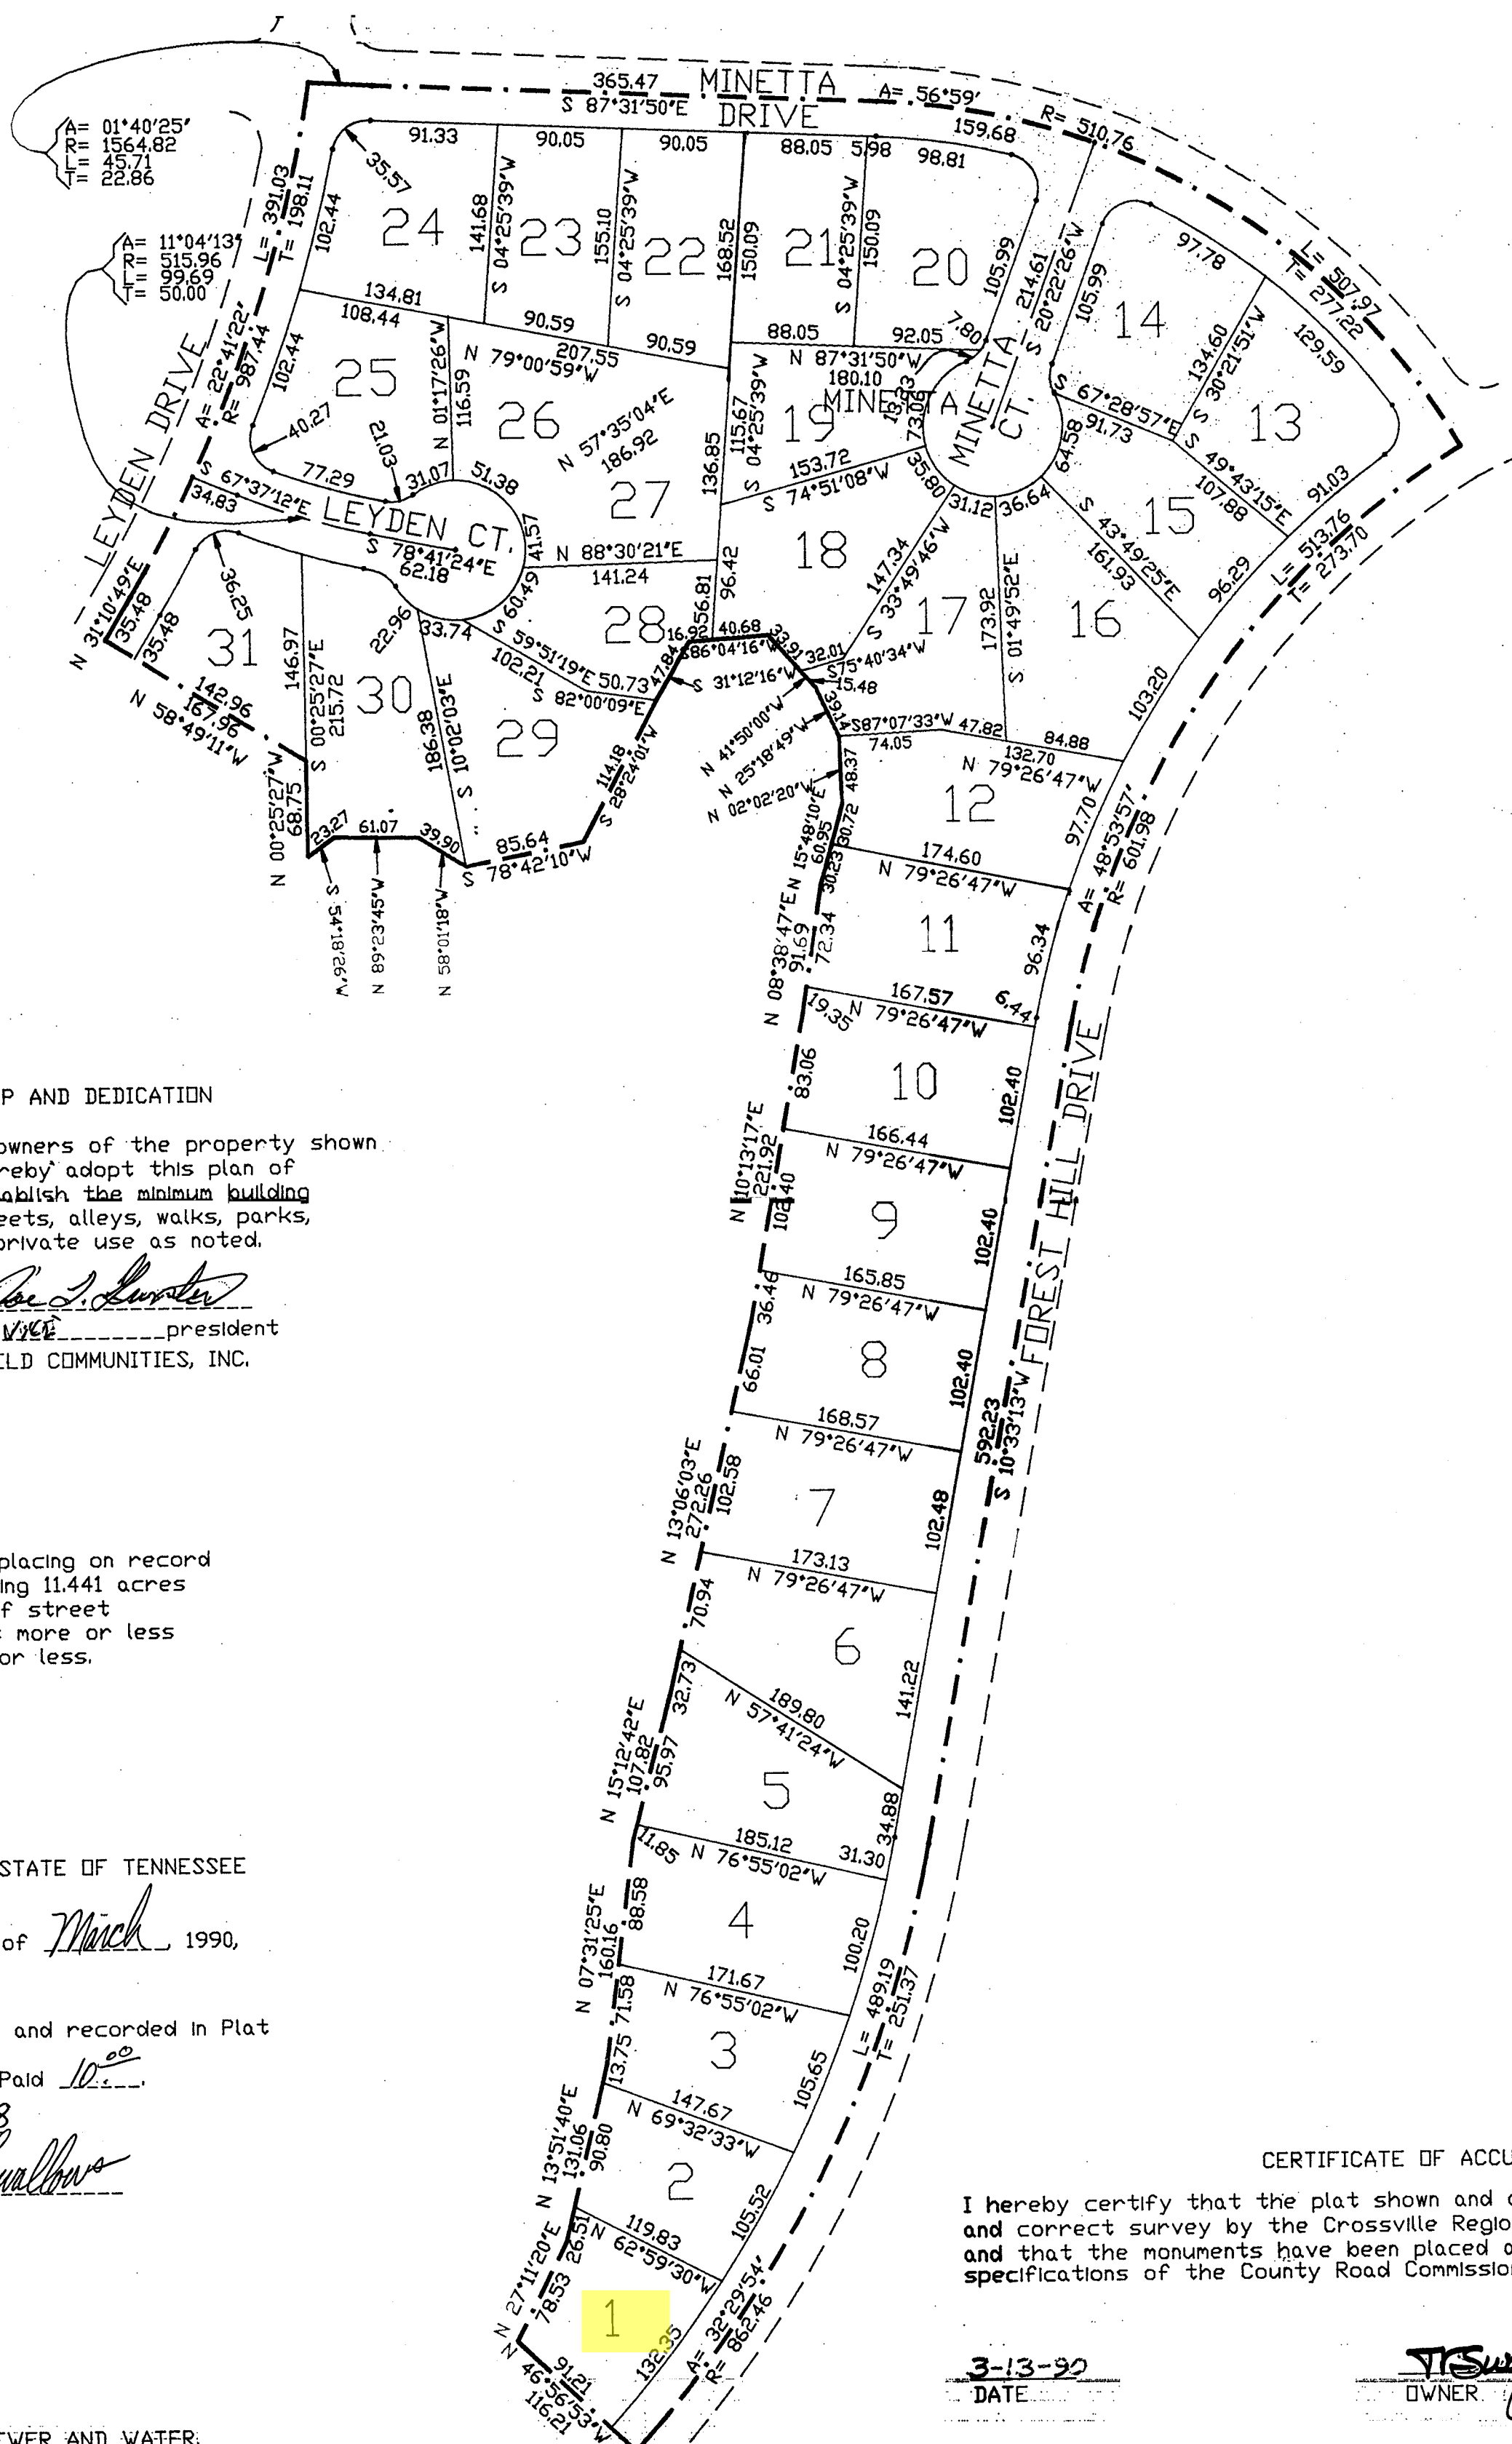 365.47 MINETTA A= 56°59'
S 87°31'50"E DRIVE 159.68 R= 510.76
A= 01°40'25"
R= 1564.82
L= 45.71
T= 22.86
A= 11°04'13"
R= 515.96
L= 99.69
T= 50.00
L= 391.03
T= 198.11
A= 22°41'22"
R= 987.44
LEYDEN DRIVE
35.57
91.33 90.05 90.05 88.05 5.98 98.81
102.44
24
141.68
S 04°25'39"W
23
155.10
S 04°25'39"W
22
168.52
150.09
21
S 04°25'39"W
150.09
20
105.99
214.61
S 20°22'26"W
105.99
14
97.78
L= 507.97
T= 277.22
129.59
134.60
S 30°21'51"W
13
134.81
108.44
90.59
207.55
N 79°00'59"W
90.59
88.05 92.05 7.80
N 87°31'50"W
180.10
MINETTA
MINETTA CT.
102.44
25
N 01°17'26"W
116.59
26
N 57°35'04"E
186.92
115.67
S 04°25'39"W
136.85
19
73.06
S 67°28'57"E
91.73
64.58
S 49°43'15"E
107.88
91.03
40.27
21.03
77.29
31.07
51.38
27
153.72
S 74°51'08"W
35.80
31.12
36.64
15
L= 513.76
T= 273.70
S 67°37'12"E
34.83
LEYDEN CT.
S 78°41'24"E
62.18
41.57
N 88°30'21"E
141.24
96.42
18
147.34
S 33°49'46"W
S 43°49'25"E
161.93
96.29
N 31°10'49"E
35.48
35.48
36.25
31
146.97
S 00°25'27"E
215.72
22.96
33.74
60.49
S 59°51'19"E
102.21
50.73
28
16.92
56.81
40.68
S86°04'16"W
33.91
32.01
S75°40'34"W
15.48
17
173.92
S 01°49'52"E
16
103.20
142.96
167.96
N 58°49'11"W
30
S 10°02'03"E
186.38
29
S 82°00'09"E
47.84
S 31°12'16"W
N 41°50'00"W
N 25°18'49"W
N 02°02'20"W
39.14
S87°07'33"W
74.05
47.82
84.88
132.70
N 79°26'47"W
N 00°25'27"W
68.75
23.27
61.07
39.90
85.64
S 78°42'10"W
114.18
S 28°24'01"W
S 54°18'26"W
N 89°23'45"W
N 58°01'18"W
48.37
N 15°48'10"E
60.95
30.72
30.23
12
97.70
A= 48°53'57"
R= 601.98
174.60
N 79°26'47"W
N 08°38'47"E
91.69
72.34
11
96.34
167.57
N 79°26'47"W
6.44
19.35
83.06
10
102.40
P AND DEDICATION
owners of the property shown
reby adopt this plan of
ablish the minimum building
eets, alleys, walks, parks,
private use as noted.
VICE president
ELD COMMUNITIES, INC.
N 10°13'17"E
221.92
102.40
166.44
N 79°26'47"W
9
102.40
FOREST HILL DRIVE
165.85
N 79°26'47"W
36.46
66.01
8
102.40
592.23
S 10°33'13"W
168.57
N 79°26'47"W
N 13°06'03"E
272.26
102.58
7
102.48
173.13
N 79°26'47"W
70.94
6
141.22
placing on record
ing 11.441 acres
f street
more or less
or less.
32.73
189.80
N 57°41'24"W
N 15°12'42"E
107.82
95.97
5
34.88
185.12
N 76°55'02"W
31.30
11.85
STATE OF TENNESSEE
of March, 1990,
N 07°31'25"E
160.16
88.58
4
100.20
L= 489.19
T= 251.37
171.67
N 76°55'02"W
71.58
and recorded in Plat
Paid 10.00
13.75
3
105.65
147.67
N 69°32'33"W
N 13°51'40"E
131.06
90.80
2
105.52
119.83
N 62°59'30"W
26.51
N 27°11'20"E
78.53
1
132.35
A= 32°29'54"
R= 862.46
91.21
N 46°56'53"W
116.21
CERTIFICATE OF ACCU
I hereby certify that the plat shown and
and correct survey by the Crossville Regio
and that the monuments have been placed
specifications of the County Road Commission
3-13-90
DATE
OWNER
EWER AND WATER